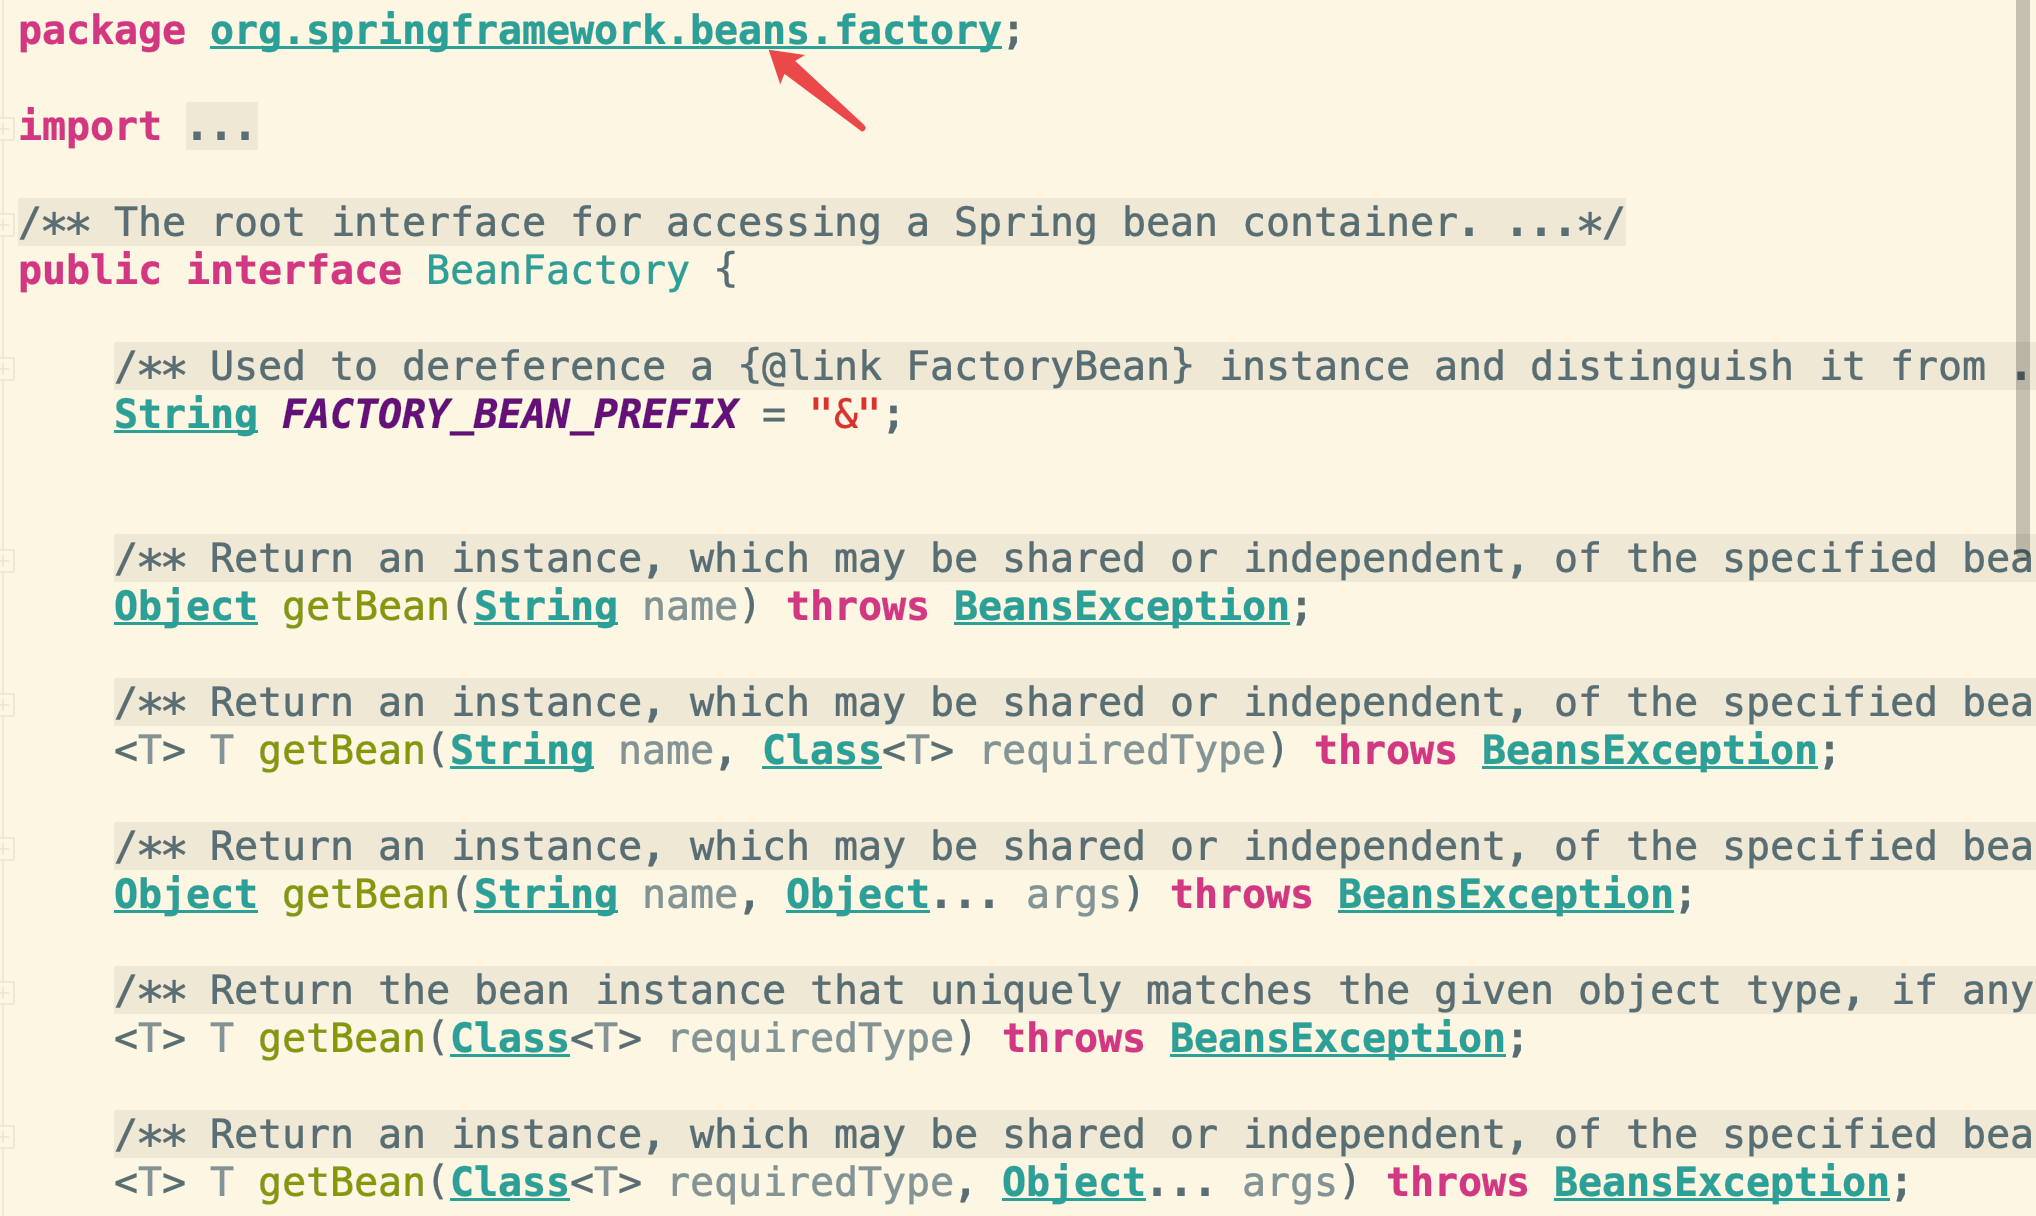 package org.springframework.beans.factory;
import ...
/** The root interface for accessing a Spring bean container. ...*/
public interface BeanFactory {
/** Used to dereference a {@link FactoryBean} instance and distinguish it from .
String FACTORY_BEAN_PREFIX = "&";
/** Return an instance, which may be shared or independent, of the specified bea
Object getBean(String name) throws BeansException;
/** Return an instance, which may be shared or independent, of the specified bea
<T> T getBean(String name, Class<T> requiredType) throws BeansException;
/** Return an instance, which may be shared or independent, of the specified bea
Object getBean(String name, Object... args) throws BeansException;
/** Return the bean instance that uniquely matches the given object type, if any
<T> T getBean(Class<T> requiredType) throws BeansException;
/** Return an instance, which may be shared or independent, of the specified bea
<T> T getBean(Class<T> requiredType, Object... args) throws BeansException;